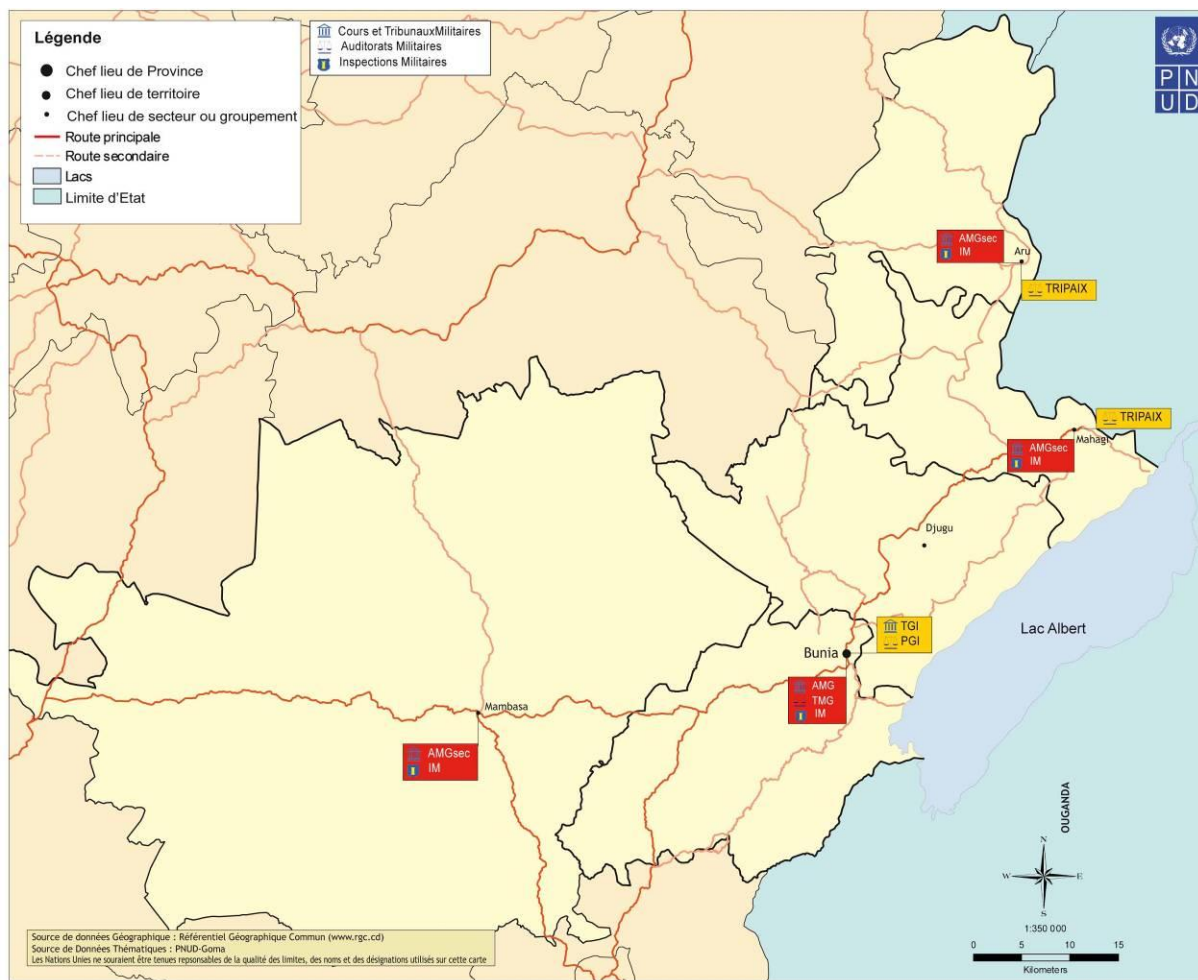 Légende
Chef lieu de Province
Chef lieu de territoire
Chef lieu de secteur ou groupement
Route principale
Route secondaire
Lacs
Limite d'Etat
Cours et TribunauxMilitaires
Auditorats Militaires
Inspections Militaires
P N
U D
AMGsec
IM
Aru
TRIPAIX
TRIPAIX
Mahagi
AMGsec
IM
Djugu
TGI
PGI
Lac Albert
Bunia
AMG
TMG
IM
Mambasa
AMGsec
IM
OUGANDA
N
W E
S
1:350 000
0 5 10 15
Kilometers
Source de données Géographique : Référentiel Géographique Commun (www.rgc.cd)
Source de Données Thématiques : PNUD-Goma
Les Nations Unies ne souraient être tenues repsonsables de la qualité des limites, des noms et des désignations utilisés sur cette carte